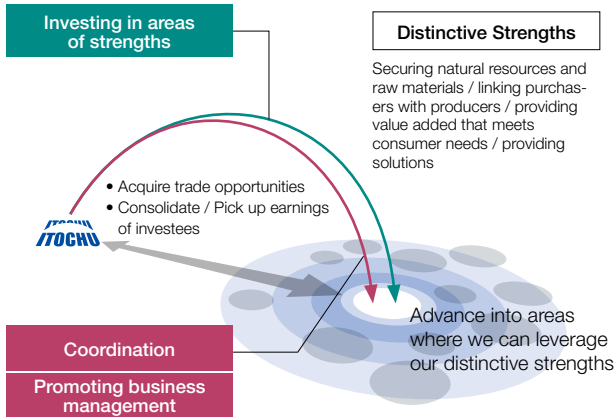 Investing in areas
of strengths
Distinctive Strengths
Securing natural resources and
raw materials / linking purchas-
ers with producers / providing
value added that meets
consumer needs / providing
solutions
• Acquire trade opportunities
• Consolidate / Pick up earnings
of investees
ITOCHU
ITOCHU
Advance into areas
where we can leverage
our distinctive strengths
Coordination
Promoting business
management